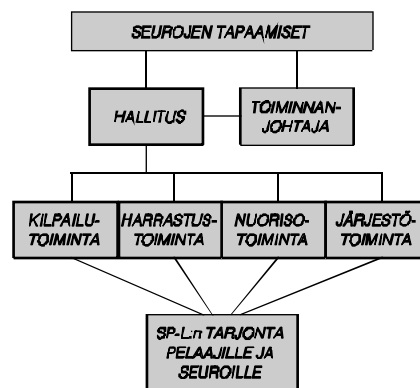 SEUROJEN TAPAAMISET
HALLITUS
TOIMINNAN-
JOHTAJA
KILPAILU-
TOIMINTA
HARRASTUS-
TOIMINTA
NUORISO-
TOIMINTA
JÄRJESTÖ-
TOIMINTA
SP-L:n TARJONTA
PELAAJILLE JA
SEUROILLE